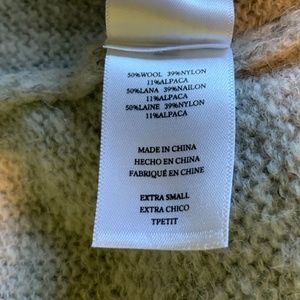 50%WOOL 39%NYLON
11%ALPACA
50%LANA 39%NAILON
11%ALPACA
50%LAINE 39%NYLON
11%ALPACA
MADE IN CHINA
HECHO EN CHINA
FABRIQUÉ EN CHINE
EXTRA SMALL
EXTRA CHICO
TPETIT